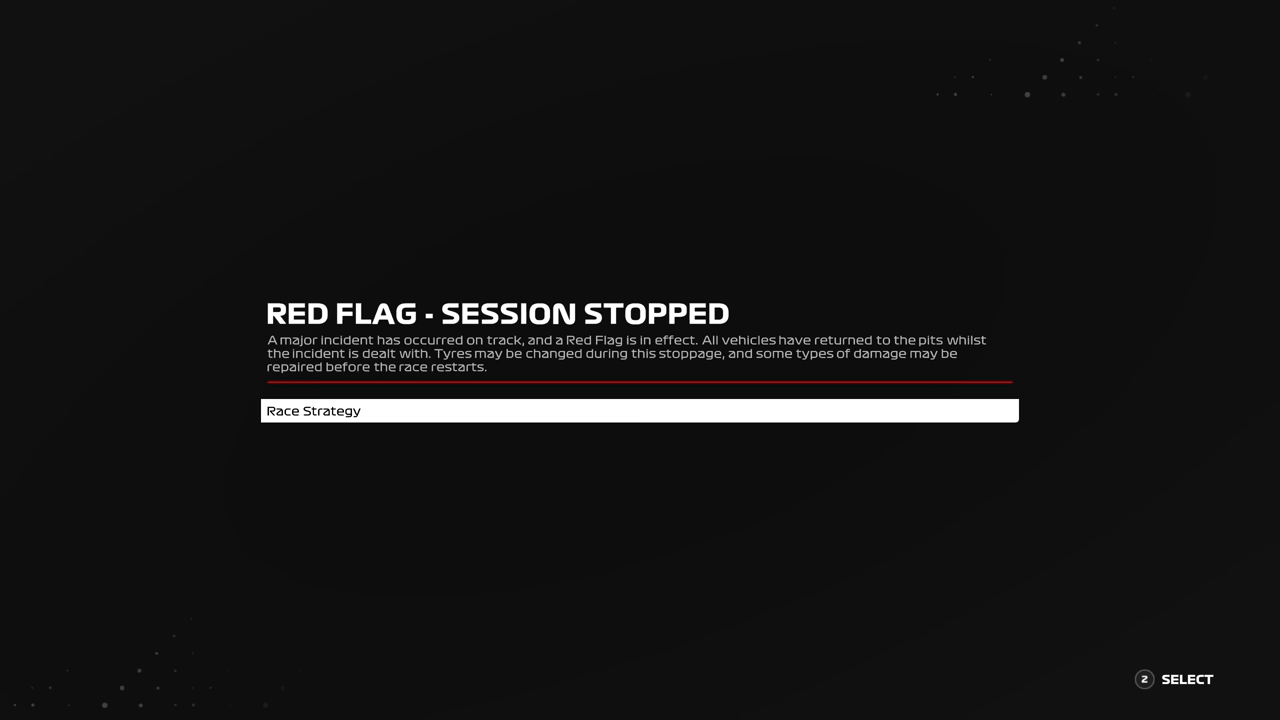 RED FLAG - SESSION STOPPED
A major incident has occurred on track, and a Red Flag is in effect. All vehicles have returned to the pits whilst
the incident is dealt with. Tyres may be changed during this stoppage, and some types of damage may be
repaired before the race restarts.
Race Strategy
2 SELECT